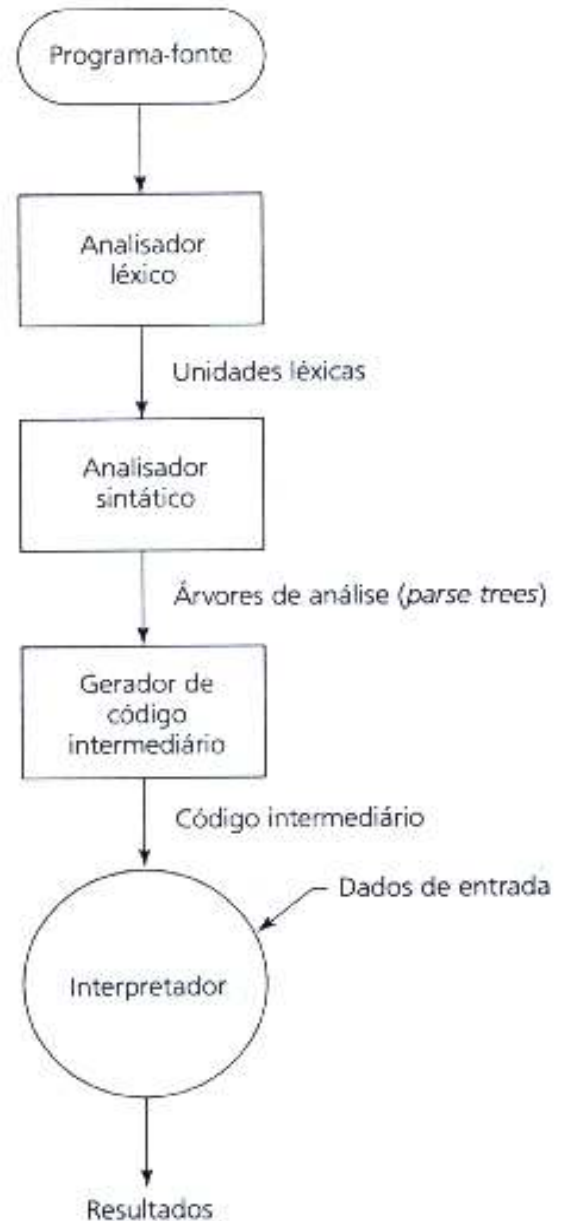 Programa-fonte
Analisador
léxico
Unidades léxicas
Analisador
sintático
Árvores de análise (parse trees)
Gerador de
código
intermediário
Código intermediário
Dados de entrada
Interpretador
Resultados